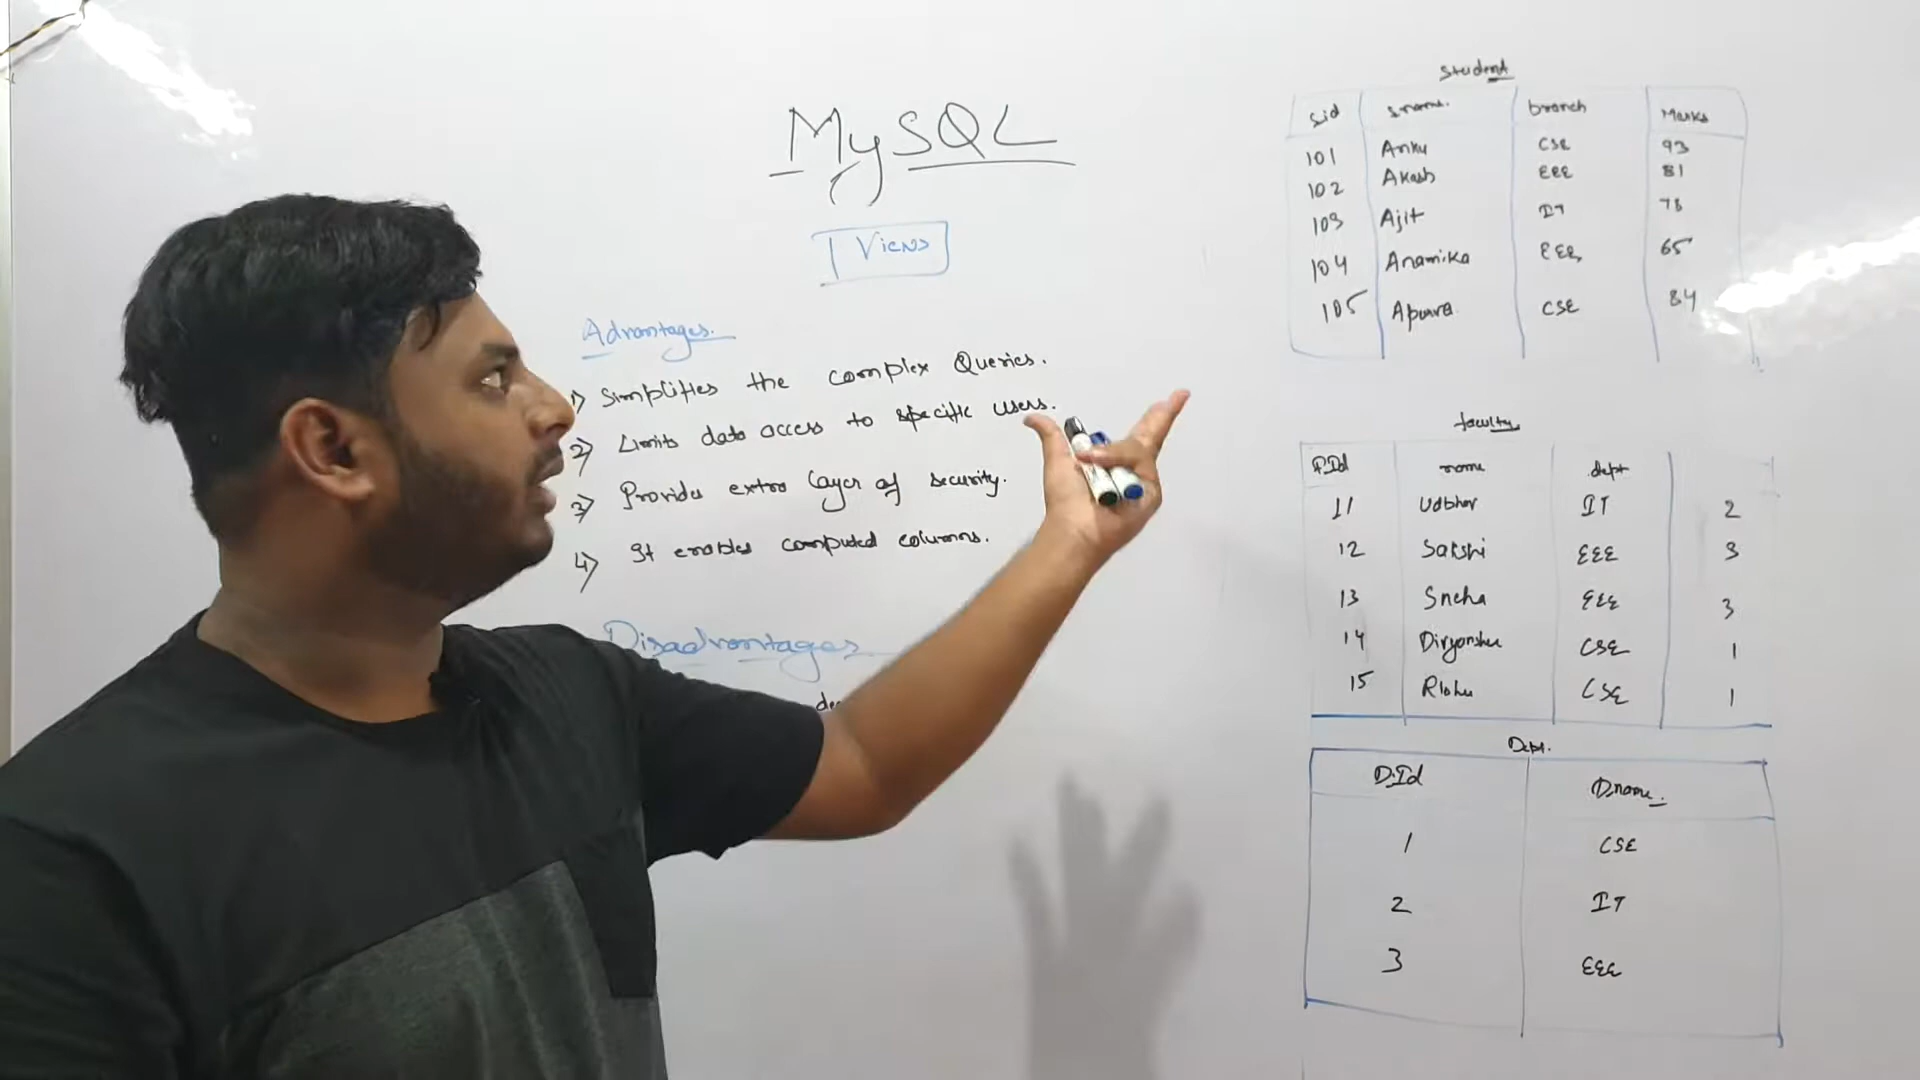 MySQL
Views
Advantages.
1) Simplifies the complex Queries.
2) Limits data access to specific users.
3) Provides extra layer of security.
4) It enables computed columns.
Disadvantages
Student
Sid sname. branch Marks
101 Anku CSE 93
102 Akash EEE 81
103 Ajit IT 78
104 Anamika EEE 65
105 Apurva CSE 84
faculty
F.Id name dept
11 Udbhav IT 2
12 Sakshi EEE 3
13 Sneha EEE 3
14 Divyanshu CSE 1
15 Rishu CSE 1
Dept.
D.Id Dname.
1 CSE
2 IT
3 EEE